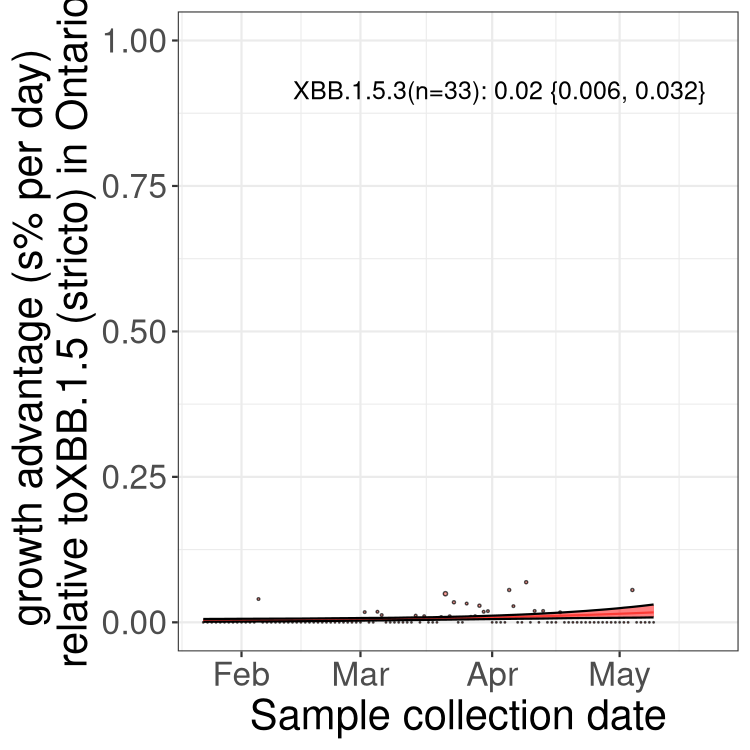 growth advantage (s% per day)
relative toXBB.1.5 (stricto) in Ontario
1.00
0.75
0.50
0.25
0.00
XBB.1.5.3(n=33): 0.02 {0.006, 0.032}
Feb Mar Apr May
Sample collection date